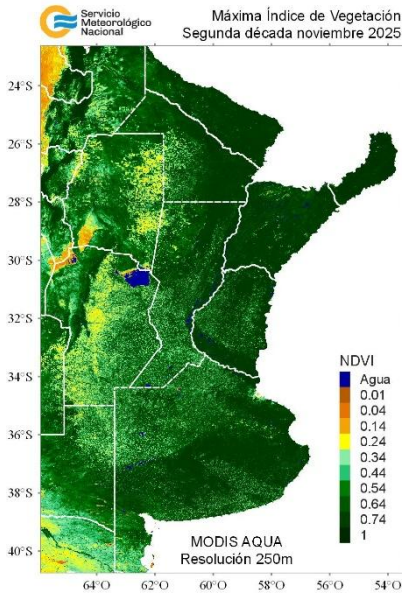 Servicio
Meteorológico
Nacional
Máxima Índice de Vegetación
Segunda década noviembre 2025
24°S
26°S
28°S
30°S
32°S
34°S
36°S
38°S
40°S
NDVI
Agua
0.01
0.04
0.14
0.24
0.34
0.44
0.54
0.64
0.74
1
MODIS AQUA
Resolución 250m
64°O 62°O 60°O 58°O 56°O 54°O